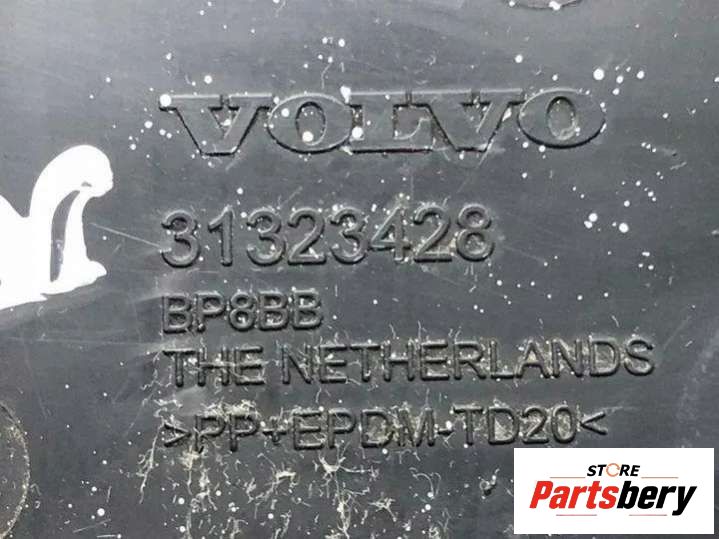 VOLVO
31323428
BP8BB
THE NETHERLANDS
>PP+EPDM-TD20<
STORE
Partsbery